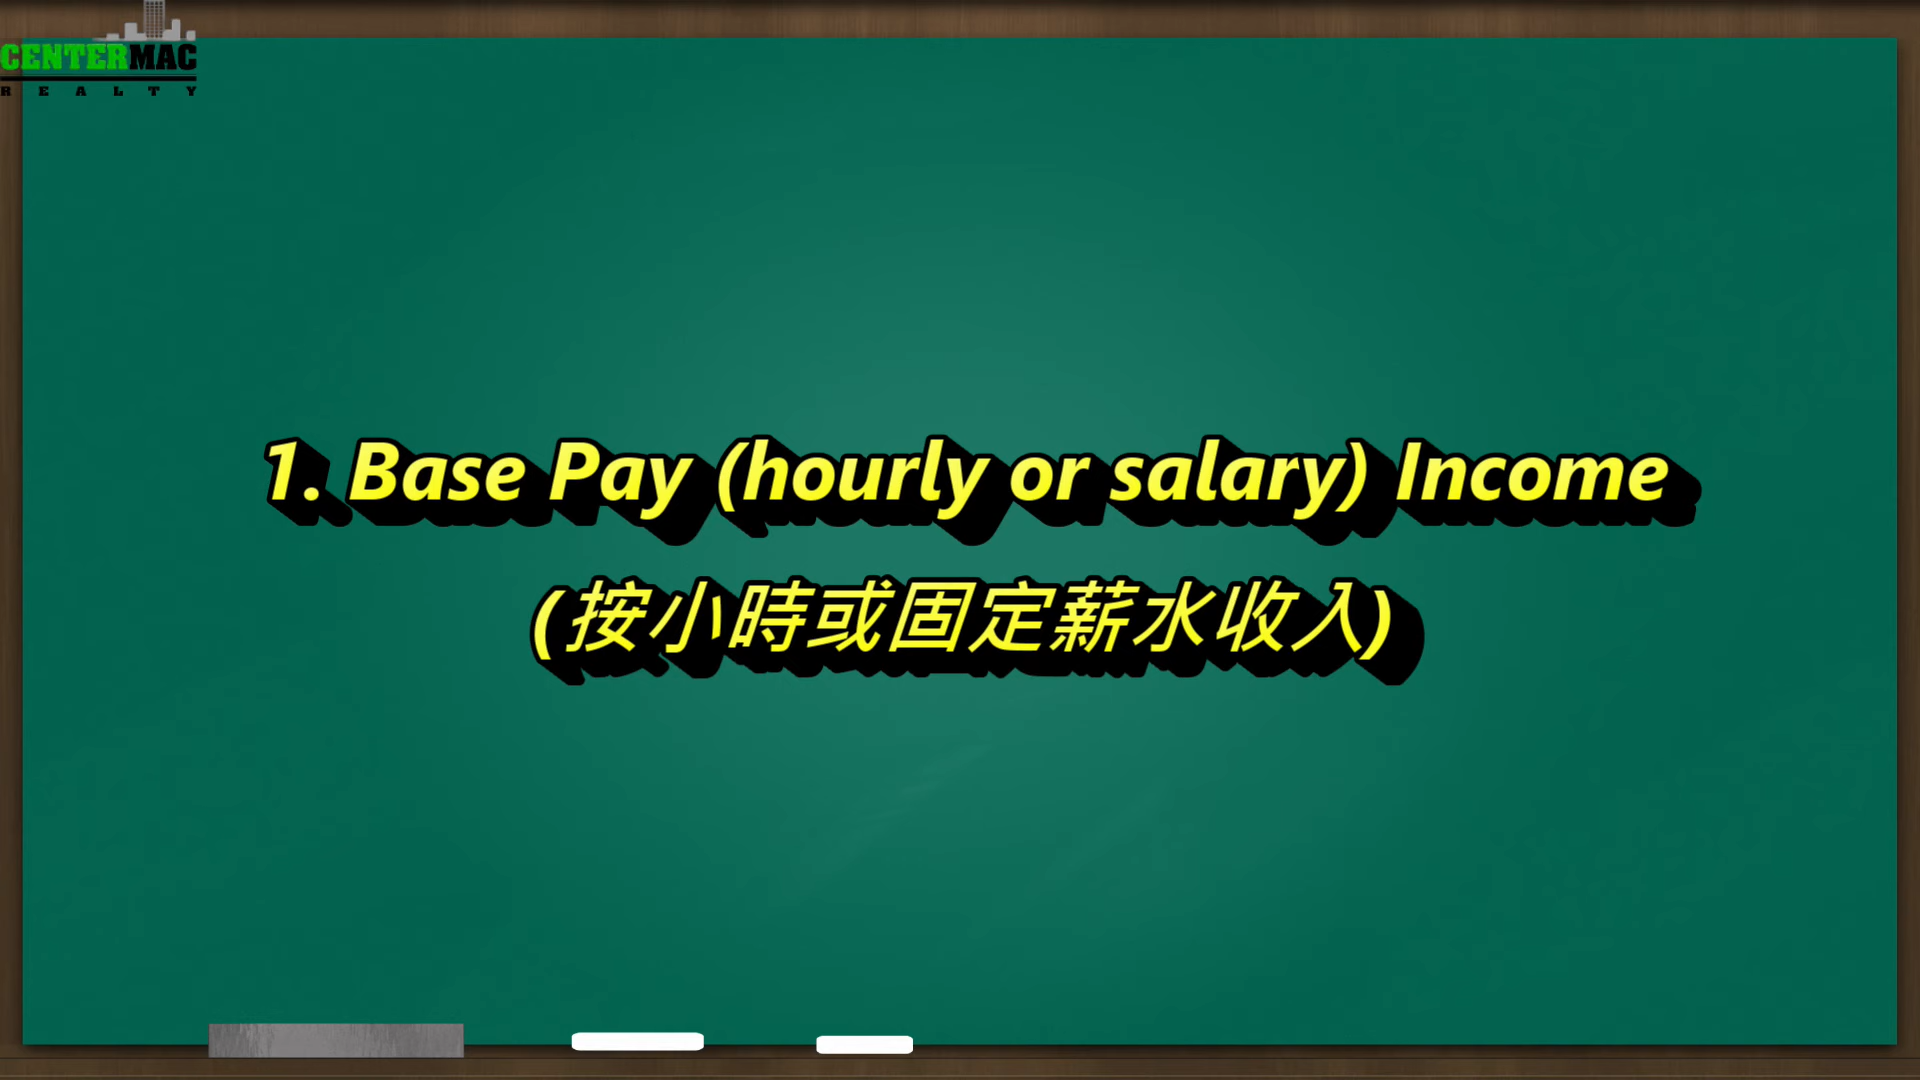 CENTERMAC
REALTY
1. Base Pay (hourly or salary) Income
(按小時或固定薪水收入)